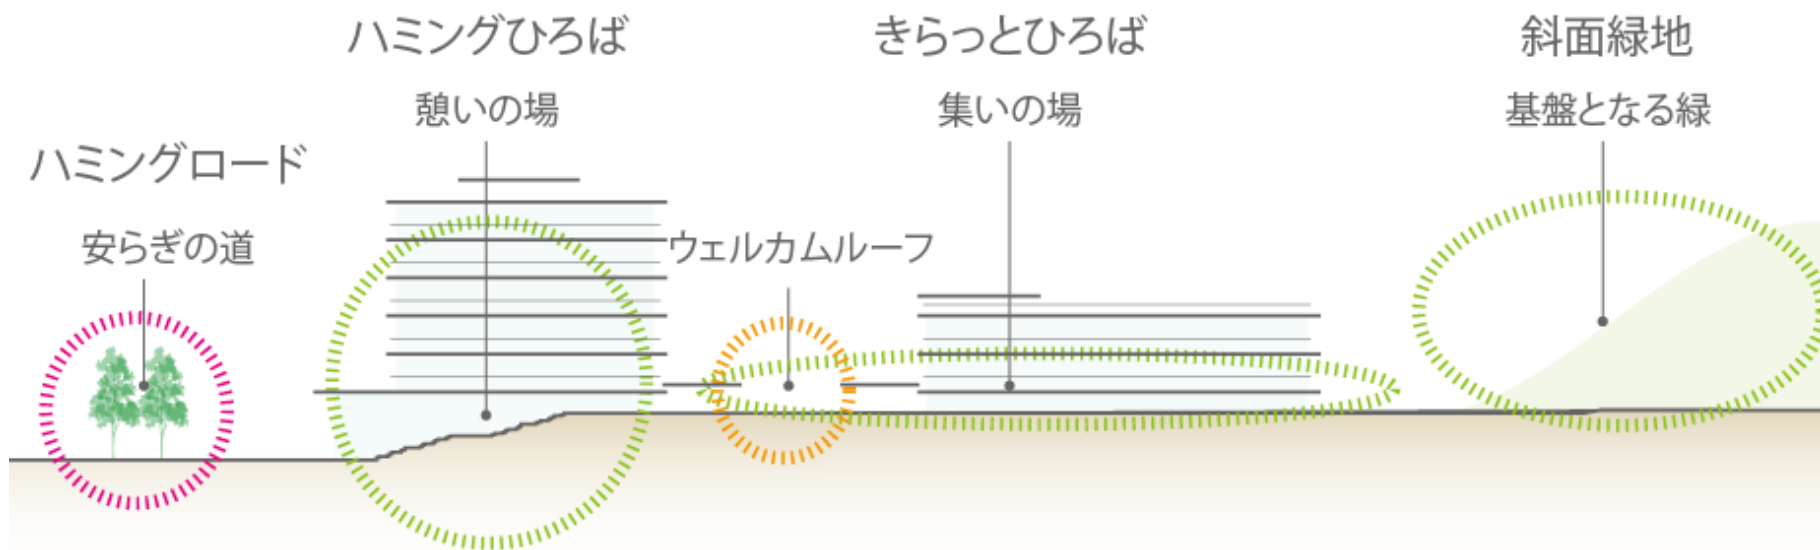 ハミングひろば
きらっとひろば
斜面緑地
憩いの場
集いの場
基盤となる緑
ハミングロード
安らぎの道
ウェルカムルーフ